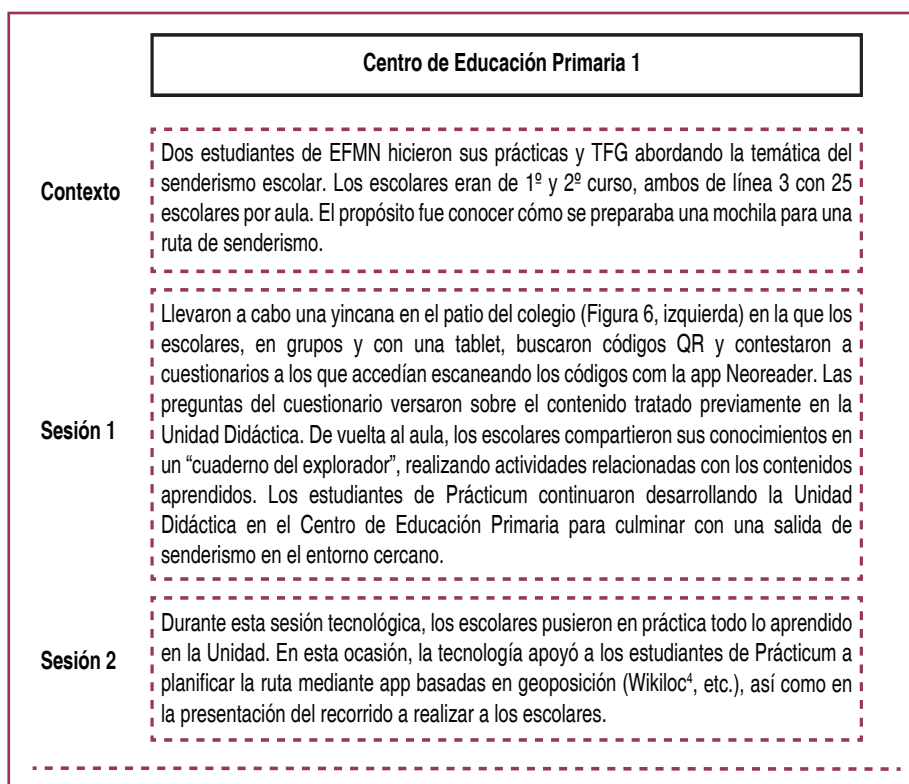 Centro de Educación Primaria 1
Contexto
Dos estudiantes de EFMN hicieron sus prácticas y TFG abordando la temática del
senderismo escolar. Los escolares eran de 1º y 2º curso, ambos de línea 3 con 25
escolares por aula. El propósito fue conocer cómo se preparaba una mochila para una
ruta de senderismo.
Sesión 1
Llevaron a cabo una yincana en el patio del colegio (Figura 6, izquierda) en la que los
escolares, en grupos y con una tablet, buscaron códigos QR y contestaron a
cuestionarios a los que accedían escaneando los códigos com la app Neoreader. Las
preguntas del cuestionario versaron sobre el contenido tratado previamente en la
Unidad Didáctica. De vuelta al aula, los escolares compartieron sus conocimientos en
un “cuaderno del explorador”, realizando actividades relacionadas con los contenidos
aprendidos. Los estudiantes de Prácticum continuaron desarrollando la Unidad
Didáctica en el Centro de Educación Primaria para culminar con una salida de
senderismo en el entorno cercano.
Sesión 2
Durante esta sesión tecnológica, los escolares pusieron en práctica todo lo aprendido
en la Unidad. En esta ocasión, la tecnología apoyó a los estudiantes de Prácticum a
planificar la ruta mediante app basadas en geoposición (Wikiloc⁴, etc.), así como en
la presentación del recorrido a realizar a los escolares.